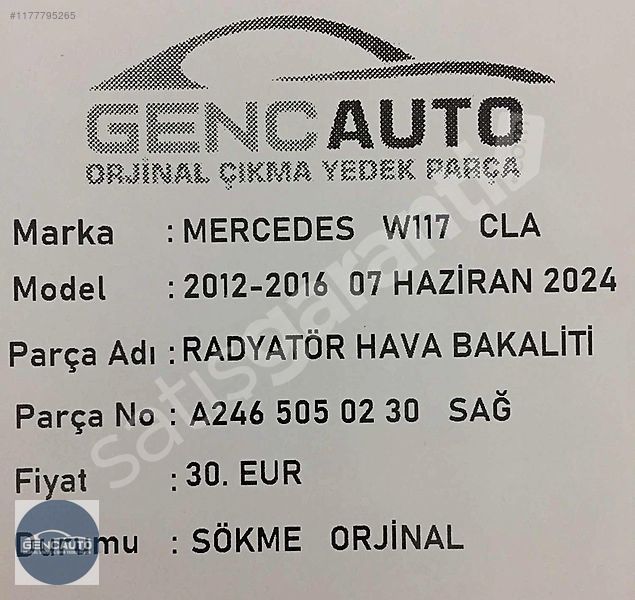 #1177795265
GENCAUTO
ORJİNAL ÇIKMA YEDEK PARÇA
Marka : MERCEDES W117 CLA
Model : 2012-2016 07 HAZİRAN 2024
Parça Adı : RADYATÖR HAVA BAKALİTİ
Parça No : A246 505 02 30 SAĞ
Fiyat : 30. EUR
Durumu : SÖKME ORJİNAL
GENCAUTO
satışgaranti